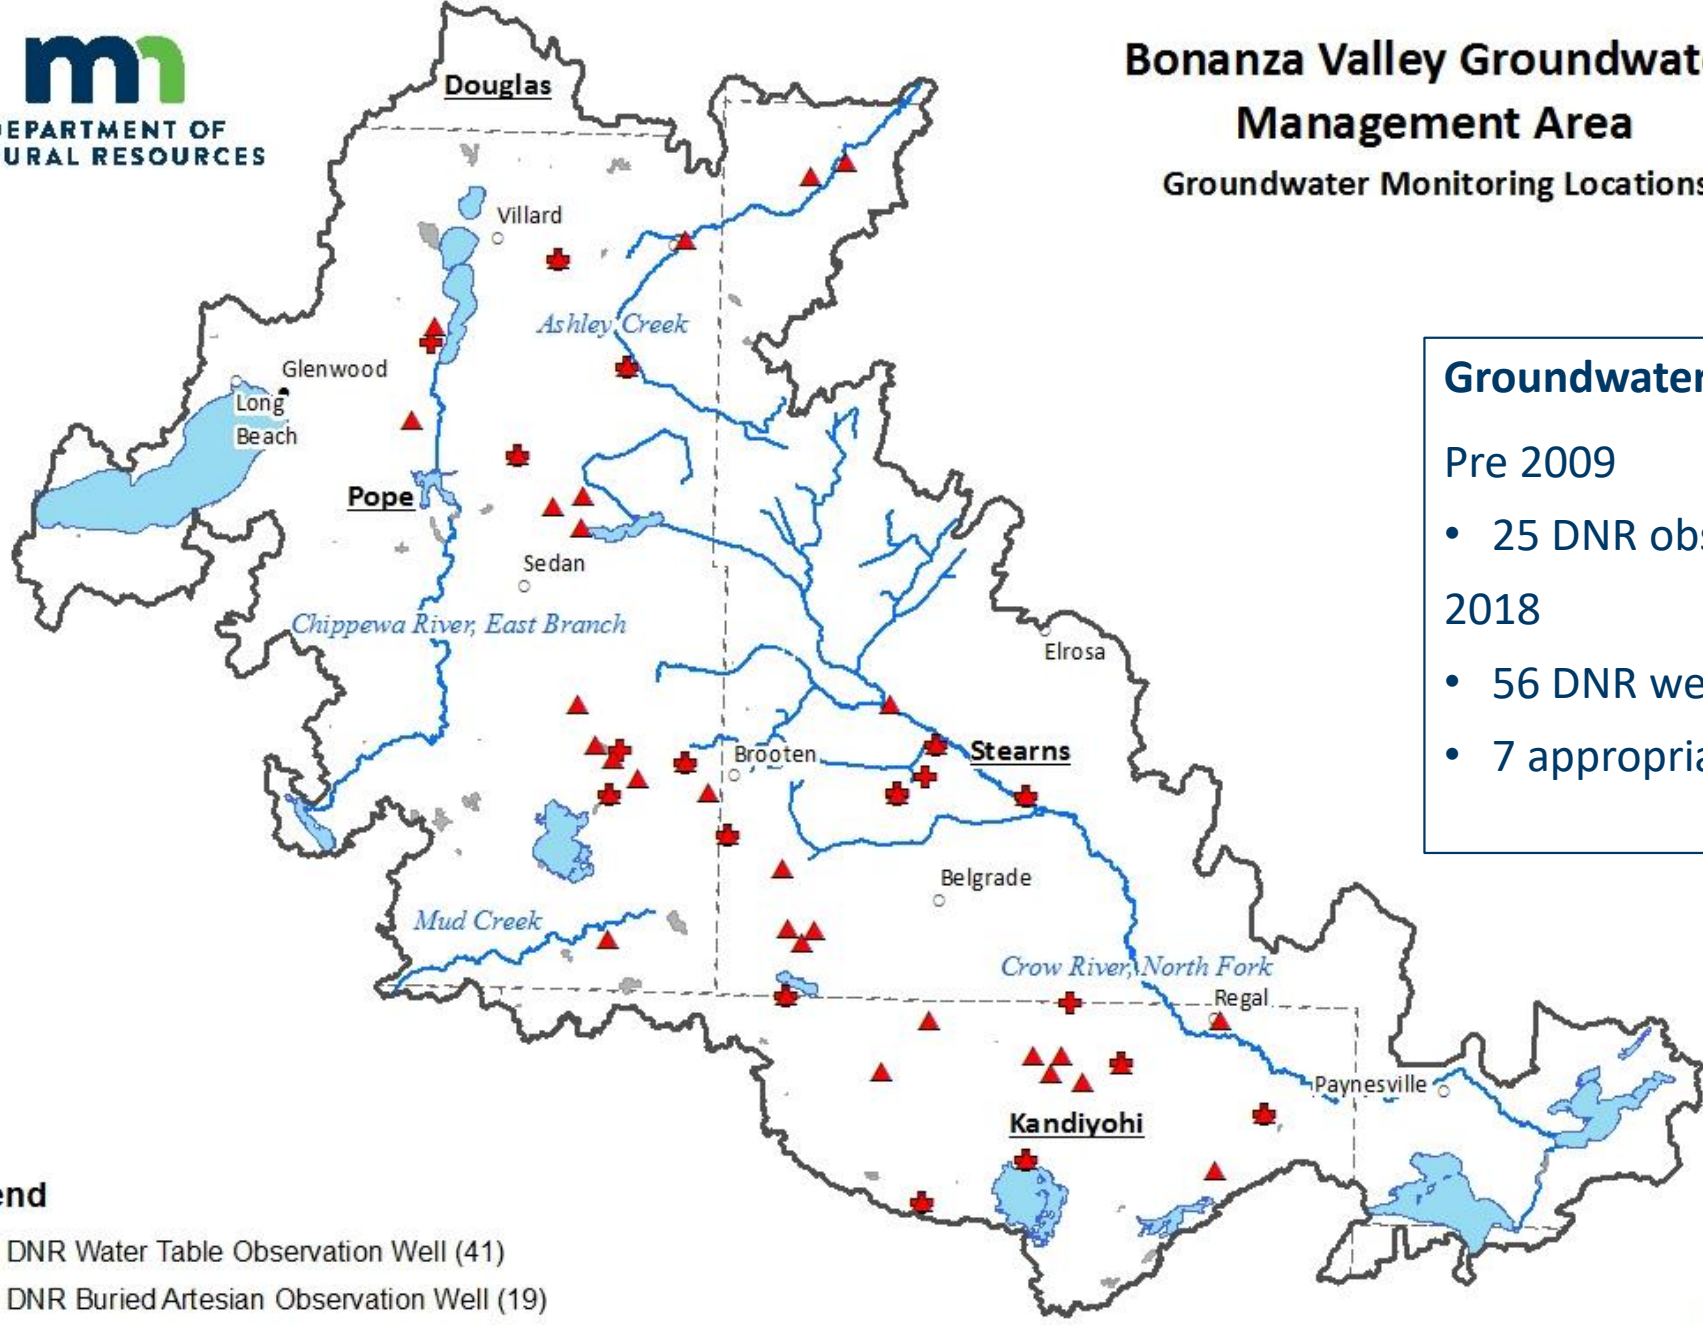 mn
DEPARTMENT OF
URAL RESOURCES
Bonanza Valley Groundwat
Management Area
Groundwater Monitoring Locations
Douglas
Villard
Ashley Creek
Glenwood
Long
Beach
Pope
Sedan
Chippewa River, East Branch
Elrosa
Brooten
Stearns
Belgrade
Mud Creek
Crow River, North Fork
Regal
Paynesville
Kandiyohi
Groundwater
Pre 2009
• 25 DNR obs
2018
• 56 DNR we
• 7 appropria
end
DNR Water Table Observation Well (41)
DNR Buried Artesian Observation Well (19)